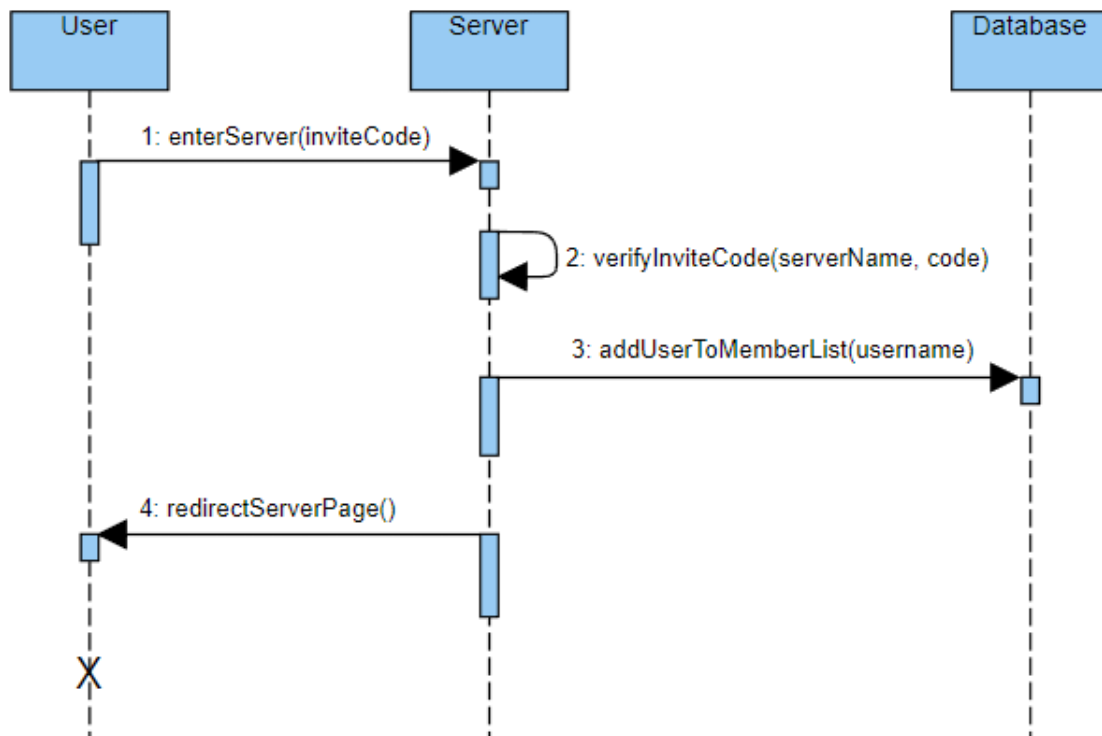 User
Server
Database
1: enterServer(inviteCode)
2: verifyInviteCode(serverName, code)
3: addUserToMemberList(username)
4: redirectServerPage()
X